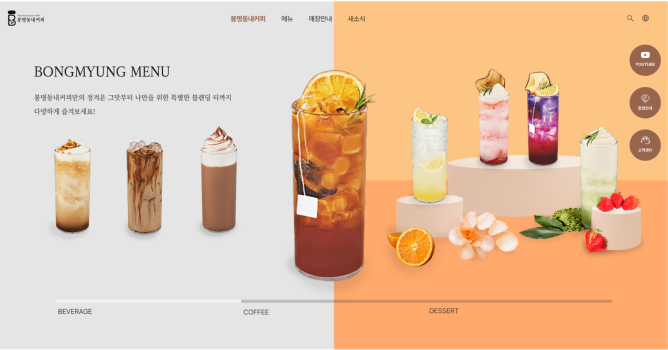 봉명동내커피
봉명동내커피
메뉴
매장안내
새소식
YOUTUBE
BONGMYUNG MENU
봉명동내커피만의 정겨운 그맛부터 나만을 위한 특별한 블렌딩 티까지
다양하게 즐겨보세요!
창업안내
고객센터
BEVERAGE
COFFEE
DESSERT